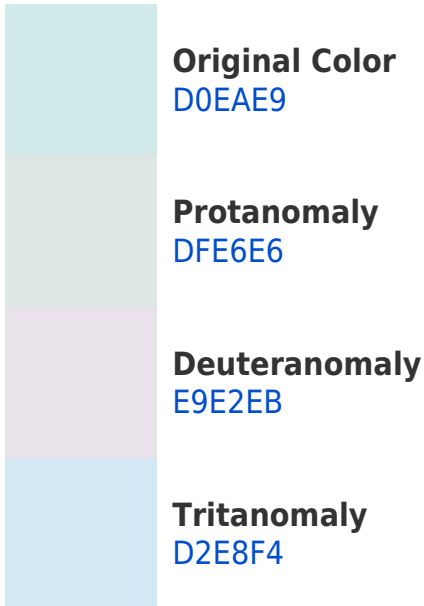 Original Color
D0EAE9
Protanomaly
DFE6E6
Deuteranomaly
E9E2EB
Tritanomaly
D2E8F4